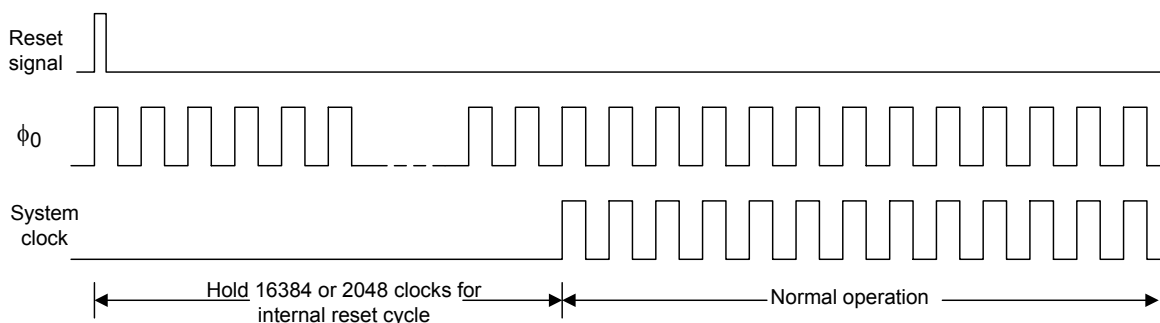 Reset
signal
ϕ0
System
clock
Hold 16384 or 2048 clocks for
internal reset cycle
Normal operation